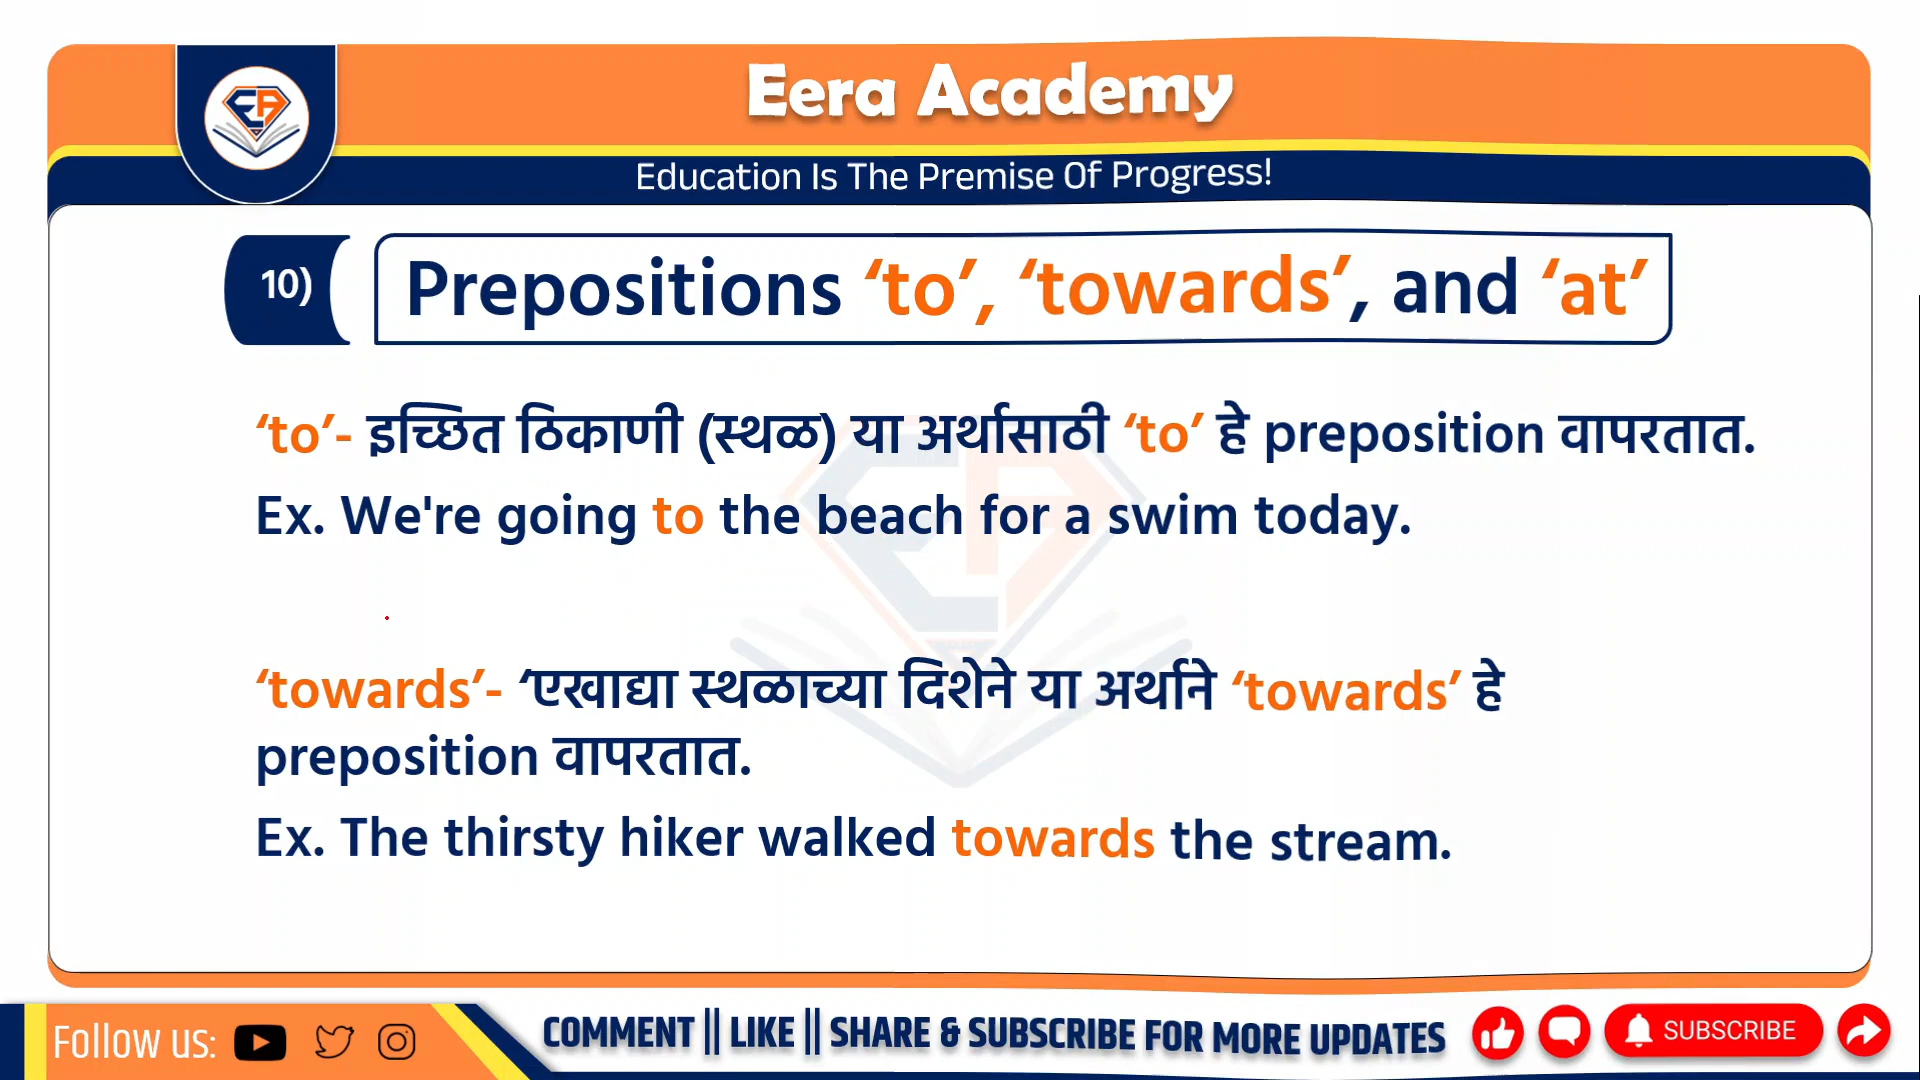 Eera Academy
Education Is The Premise Of Progress!
10)
Prepositions ‘to’, ‘towards’, and ‘at’
‘to’- इच्छित ठिकाणी (स्थळ) या अर्थासाठी ‘to’ हे preposition वापरतात.
Ex. We're going to the beach for a swim today.
‘towards’- ‘एखाद्या स्थळाच्या दिशेने या अर्थाने ‘towards’ हे
preposition वापरतात.
Ex. The thirsty hiker walked towards the stream.
Follow us:
COMMENT || LIKE || SHARE & SUBSCRIBE FOR MORE UPDATES
SUBSCRIBE